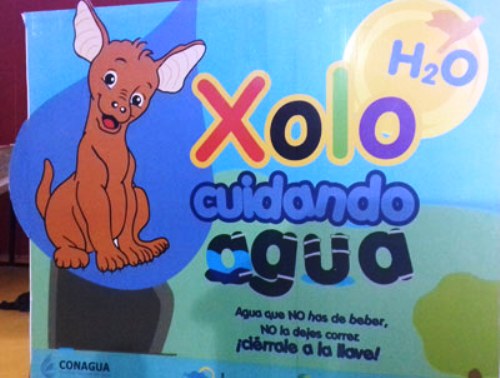 H2O
Xolo
cuidando
agua
Agua que NO has de beber,
NO la dejes correr.
¡ciérrale a la llave!
CONAGUA